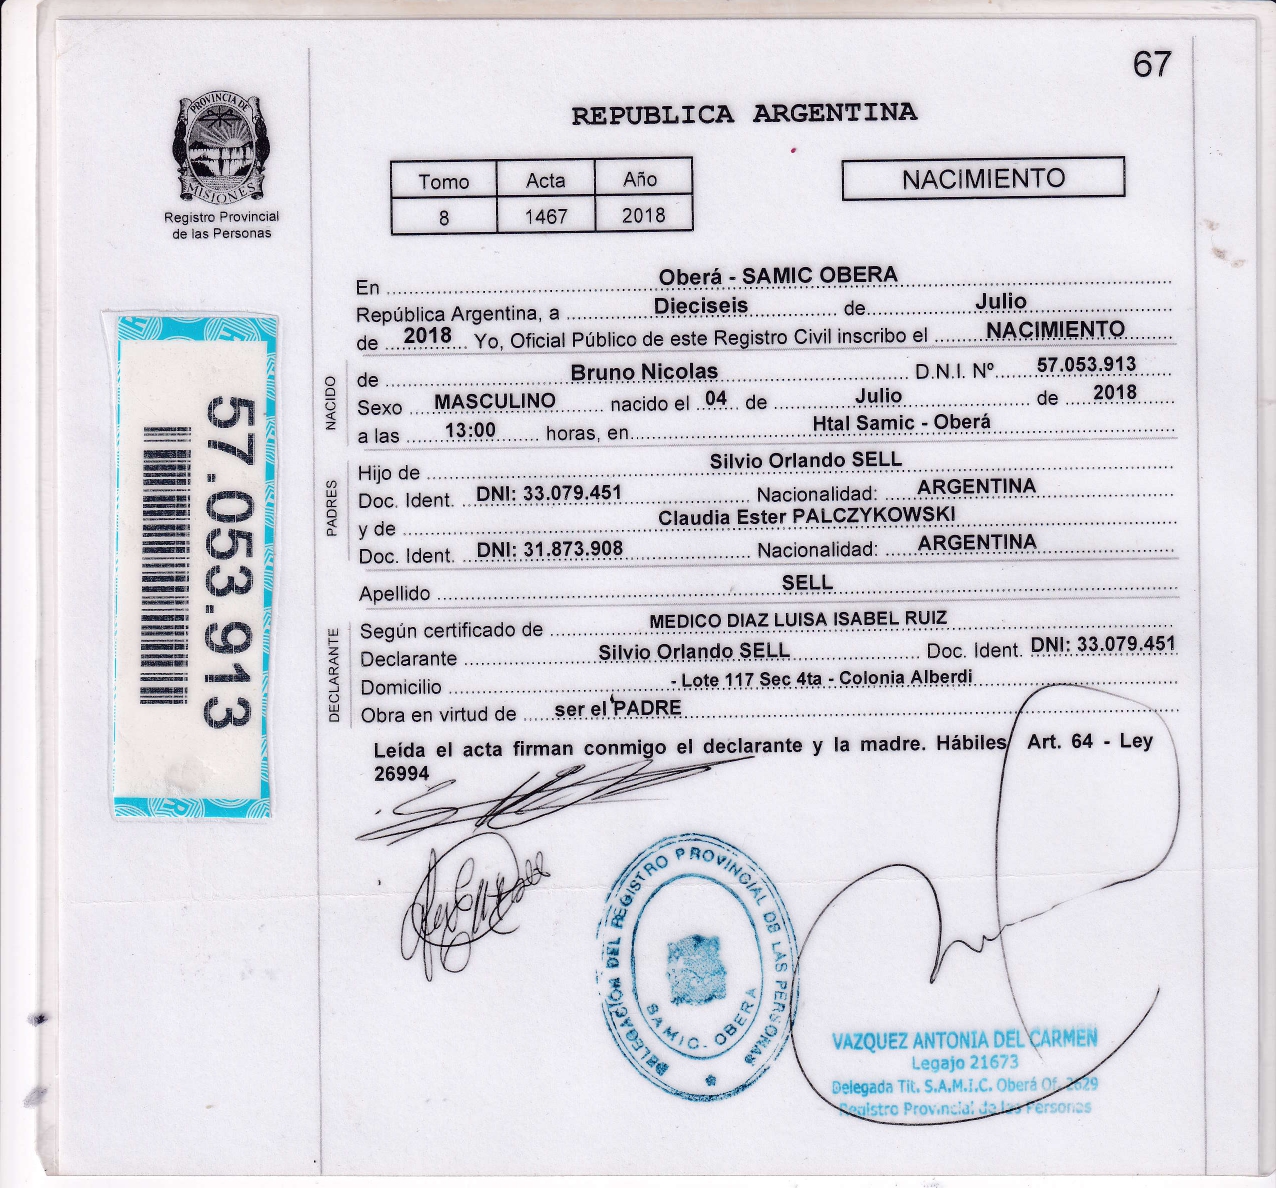 67
PROVINCIA DE
MISIONES
Registro Provincial
de las Personas
REPUBLICA ARGENTINA
Tomo Acta Año
8 1467 2018
NACIMIENTO
En Oberá - SAMIC OBERA
República Argentina, a Dieciseis de Julio
de 2018 Yo, Oficial Público de este Registro Civil inscribo el NACIMIENTO
NACIDO
de Bruno Nicolas D.N.I. Nº 57.053.913
Sexo MASCULINO nacido el 04 de Julio de 2018
a las 13:00 horas, en Htal Samic - Oberá
PADRES
Hijo de Silvio Orlando SELL
Doc. Ident. DNI: 33.079.451 Nacionalidad: ARGENTINA
y de Claudia Ester PALCZYKOWSKI
Doc. Ident. DNI: 31.873.908 Nacionalidad: ARGENTINA
Apellido SELL
DECLARANTE
Según certificado de MEDICO DIAZ LUISA ISABEL RUIZ
Declarante Silvio Orlando SELL Doc. Ident. DNI: 33.079.451
Domicilio - Lote 117 Sec 4ta - Colonia Alberdi
Obra en virtud de ser el PADRE
Leída el acta firman conmigo el declarante y la madre. Hábiles Art. 64 - Ley
26994
57.053.913
DELEGACION DEL REGISTRO PROVINCIAL DE LAS PERSONAS
SAMIC. OBERA
VAZQUEZ ANTONIA DEL CARMEN
Legajo 21673
Delegada Tit. S.A.M.I.C. Oberá Of. 2629
Registro Provincial de las Personas